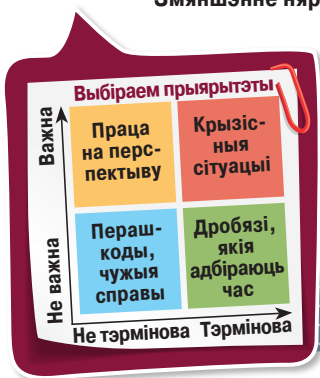 Змяншэнне няр
Выбіраем прыярытэты
Важна
Праца
на перс-
пектыву
Крызіс-
ныя
сітуацыі
Не важна
Пераш-
коды,
чужыя
справы
Дробязі,
якія
адбіраюць
час
Не тэрмінова Тэрмінова